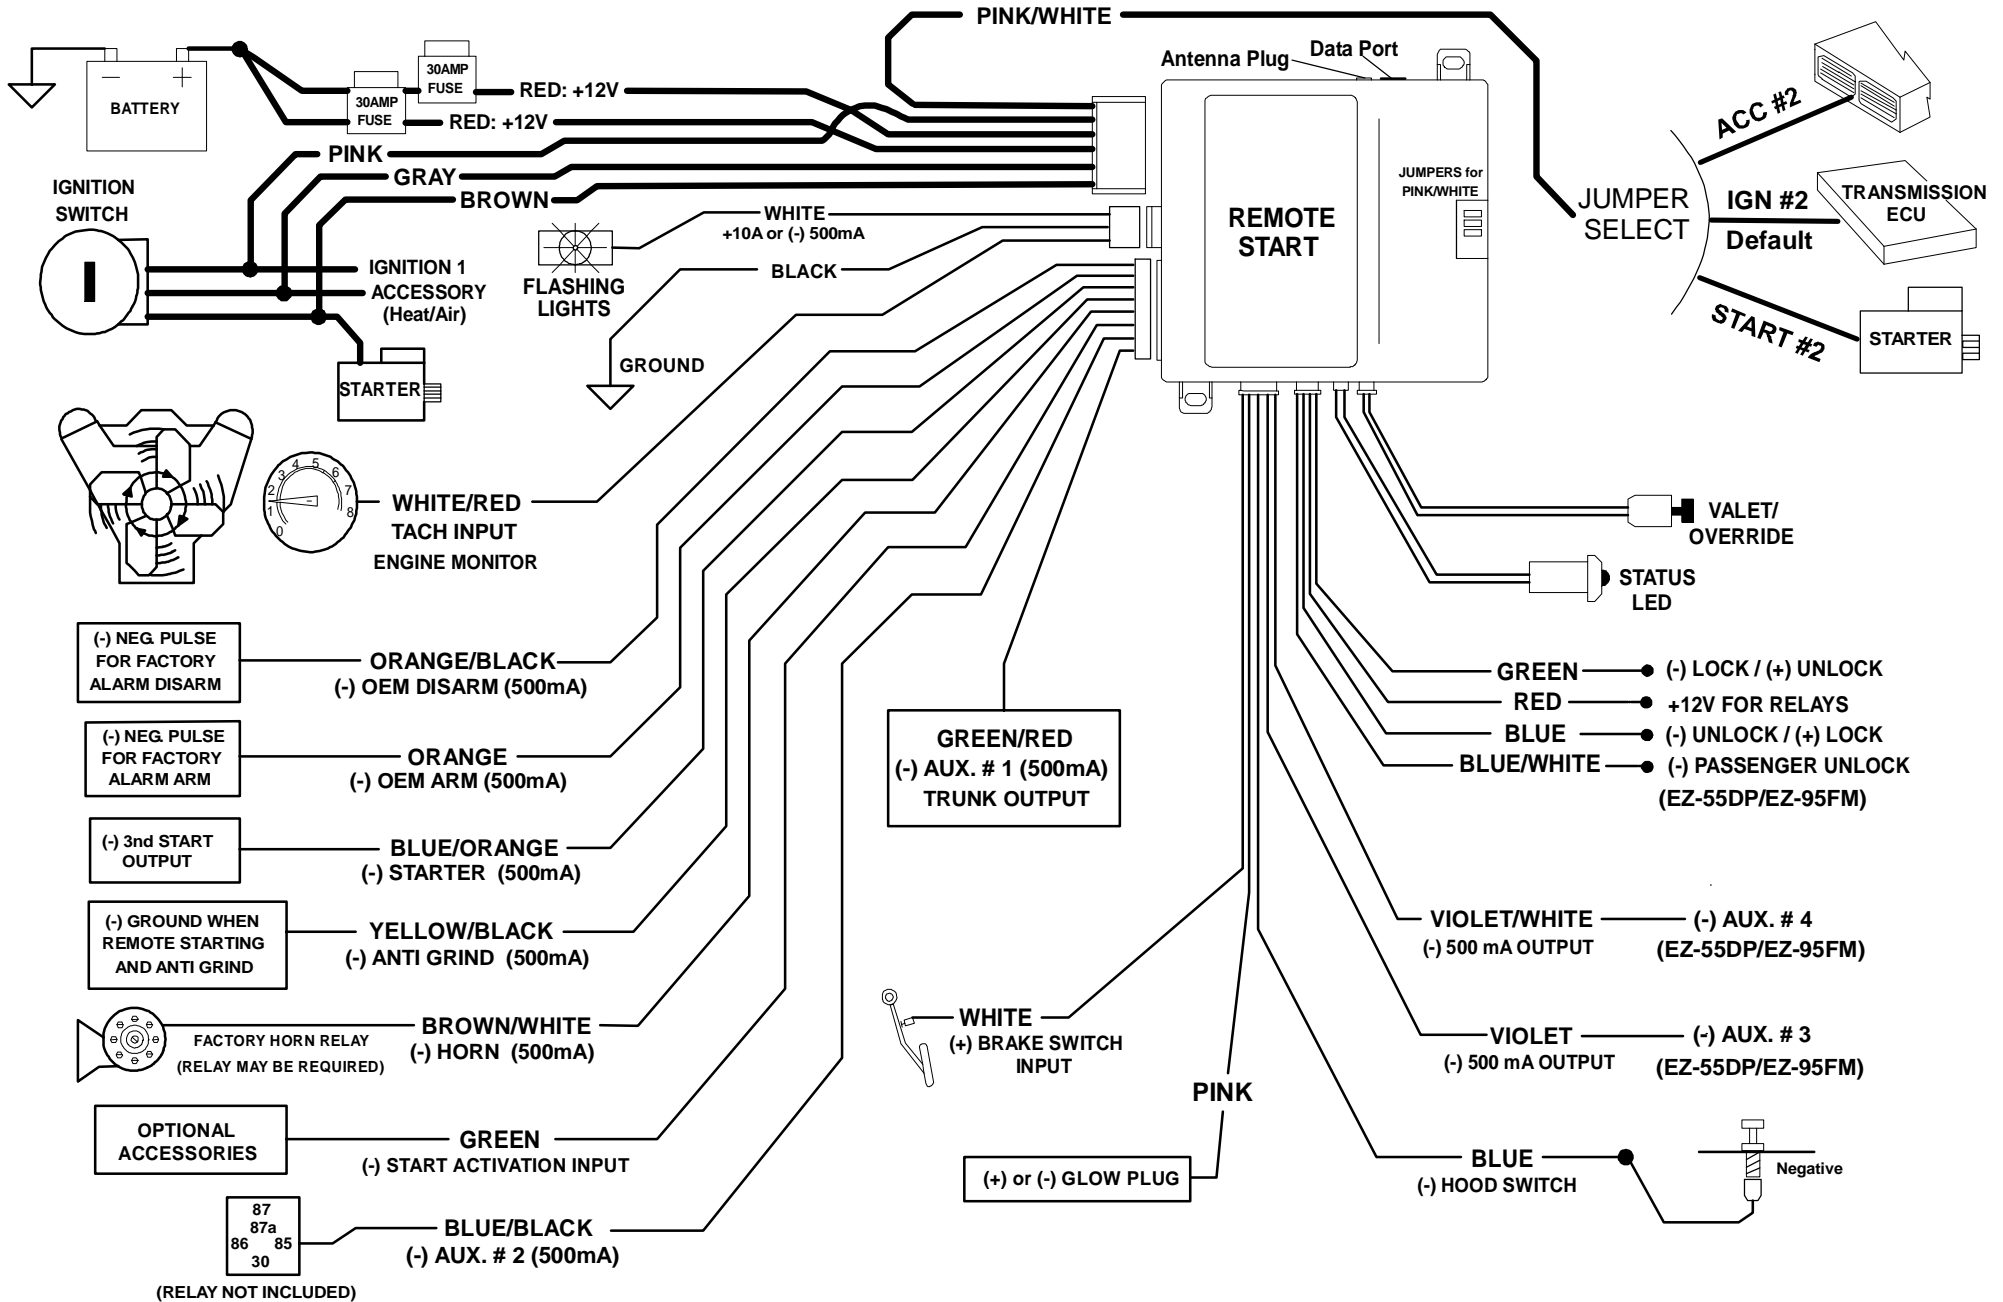 PINK/WHITE
Antenna Plug
Data Port
30AMP
FUSE
RED: +12V
30AMP
FUSE
RED: +12V
BATTERY
PINK
GRAY
BROWN
IGNITION
SWITCH
WHITE
+10A or (-) 500mA
FLASHING
LIGHTS
BLACK
GROUND
IGNITION 1
ACCESSORY
(Heat/Air)
STARTER
REMOTE
START
JUMPERS for
PINK/WHITE
JUMPER
SELECT
ACC #2
IGN #2
Default
TRANSMISSION
ECU
START #2
STARTER
0
1
2
3
4
5
6
7
8
WHITE/RED
TACH INPUT
ENGINE MONITOR
VALET/
OVERRIDE
STATUS
LED
(-) NEG. PULSE
FOR FACTORY
ALARM DISARM
ORANGE/BLACK
(-) OEM DISARM (500mA)
(-) NEG. PULSE
FOR FACTORY
ALARM ARM
ORANGE
(-) OEM ARM (500mA)
(-) 3nd START
OUTPUT
BLUE/ORANGE
(-) STARTER (500mA)
(-) GROUND WHEN
REMOTE STARTING
AND ANTI GRIND
YELLOW/BLACK
(-) ANTI GRIND (500mA)
FACTORY HORN RELAY
(RELAY MAY BE REQUIRED)
BROWN/WHITE
(-) HORN (500mA)
OPTIONAL
ACCESSORIES
GREEN
(-) START ACTIVATION INPUT
87
87a
86 85
30
(RELAY NOT INCLUDED)
BLUE/BLACK
(-) AUX. # 2 (500mA)
GREEN/RED
(-) AUX. # 1 (500mA)
TRUNK OUTPUT
WHITE
(+) BRAKE SWITCH
INPUT
PINK
(+) or (-) GLOW PLUG
GREEN
(-) LOCK / (+) UNLOCK
RED
+12V FOR RELAYS
BLUE
(-) UNLOCK / (+) LOCK
BLUE/WHITE
(-) PASSENGER UNLOCK
(EZ-55DP/EZ-95FM)
VIOLET/WHITE
(-) 500 mA OUTPUT
(-) AUX. # 4
(EZ-55DP/EZ-95FM)
VIOLET
(-) 500 mA OUTPUT
(-) AUX. # 3
(EZ-55DP/EZ-95FM)
BLUE
(-) HOOD SWITCH
Negative